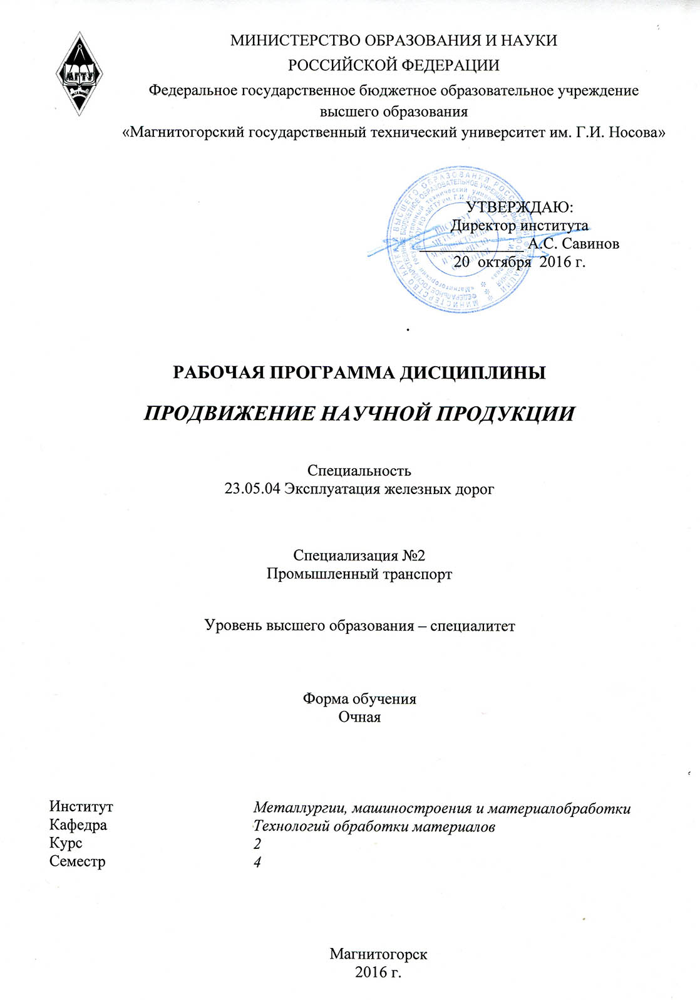 МГТУ
МИНИСТЕРСТВО ОБРАЗОВАНИЯ И НАУКИ
РОССИЙСКОЙ ФЕДЕРАЦИИ
Федеральное государственное бюджетное образовательное учреждение
высшего образования
«Магнитогорский государственный технический университет им. Г.И. Носова»
УТВЕРЖДАЮ:
Директор института
А.С. Савинов
20 октября 2016 г.
РАБОЧАЯ ПРОГРАММА ДИСЦИПЛИНЫ
ПРОДВИЖЕНИЕ НАУЧНОЙ ПРОДУКЦИИ
Специальность
23.05.04 Эксплуатация железных дорог
Специализация №2
Промышленный транспорт
Уровень высшего образования – специалитет
Форма обучения
Очная
Институт Металлургии, машиностроения и материалобработки
Кафедра Технологий обработки материалов
Курс 2
Семестр 4
Магнитогорск
2016 г.